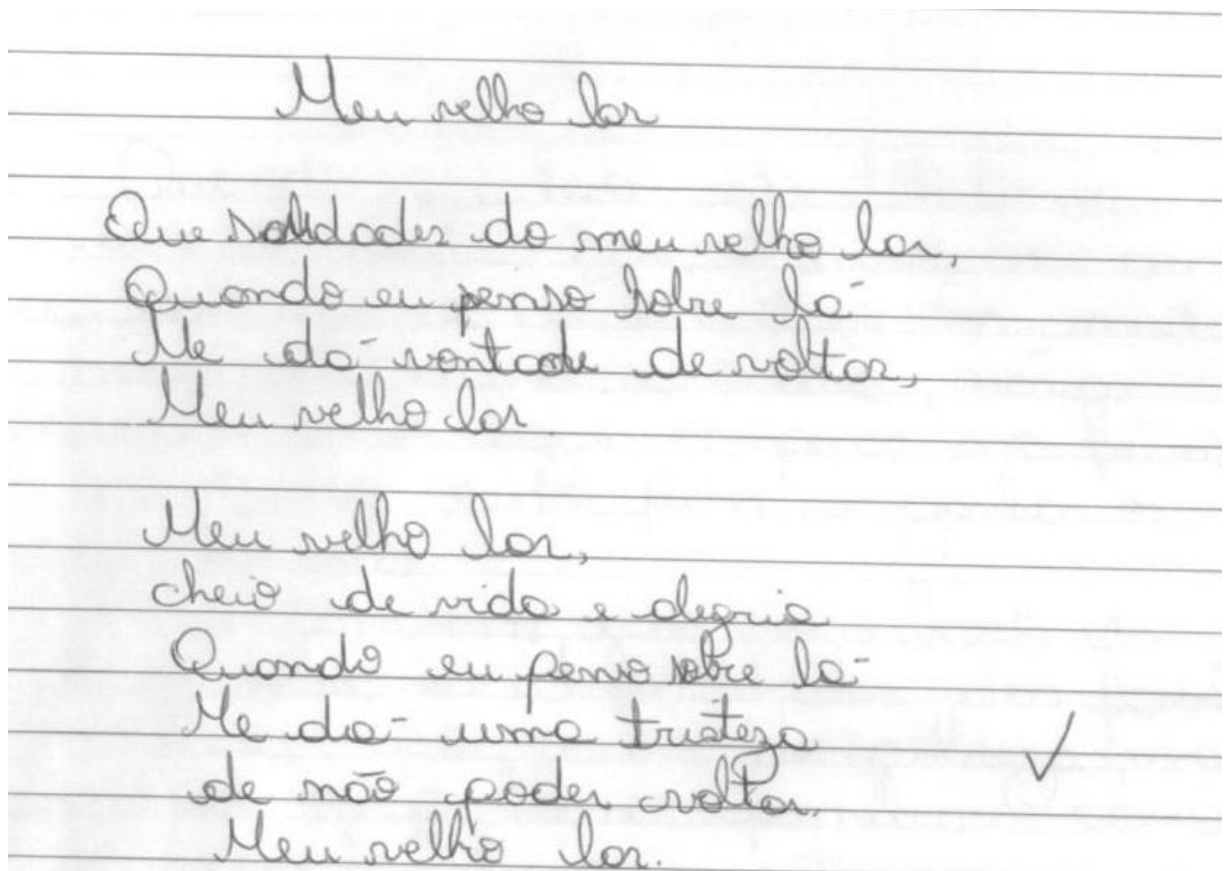 Meu velho lar
Que saldades do meu velho lar,
Quando eu penso sobre lá
Me dá vontade de voltar,
Meu velho lar.
Meu velho lar,
cheio de vida e alegria
Quando eu penso sobre lá
Me dá uma tristeza
de não poder voltar.
Meu velho lar.